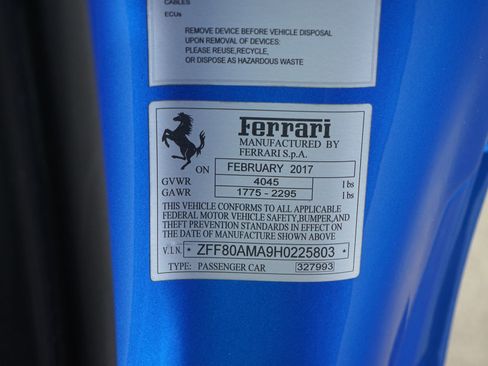 CABLES
ECUs
REMOVE DEVICE BEFORE VEHICLE DISPOSAL
UPON REMOVAL OF DEVICES:
PLEASE REUSE,RECYCLE,
OR DISPOSE AS HAZARDOUS WASTE
Ferrari
MANUFACTURED BY
FERRARI S.p.A.
ON FEBRUARY 2017
GVWR 4045 lbs
GAWR 1775 - 2295 lbs
THIS VEHICLE CONFORMS TO ALL APPLICABLE
FEDERAL MOTOR VEHICLE SAFETY,BUMPER,AND
THEFT PREVENTION STANDARDS IN EFFECT ON
THE DATE OF MANUFACTURE SHOWN ABOVE
V.I.N. *ZFF80AMA9H0225803*
TYPE: PASSENGER CAR 327993